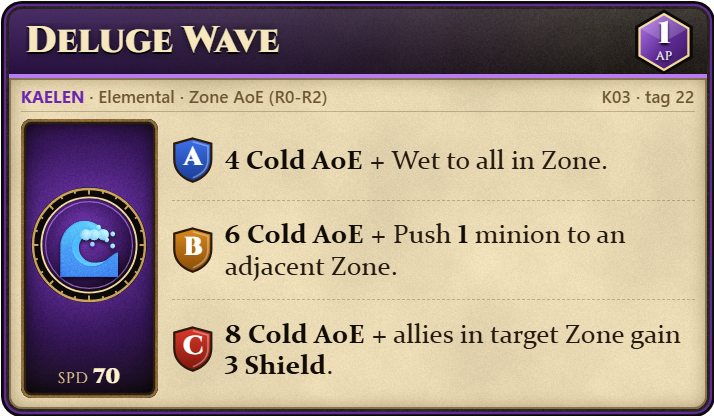 DELUGE WAVE
1
AP
KAELEN · Elemental · Zone AoE (R0-R2)
K03 · tag 22
A
4 Cold AoE + Wet to all in Zone.
B
6 Cold AoE + Push 1 minion to an
adjacent Zone.
C
8 Cold AoE + allies in target Zone gain
3 Shield.
SPD 70